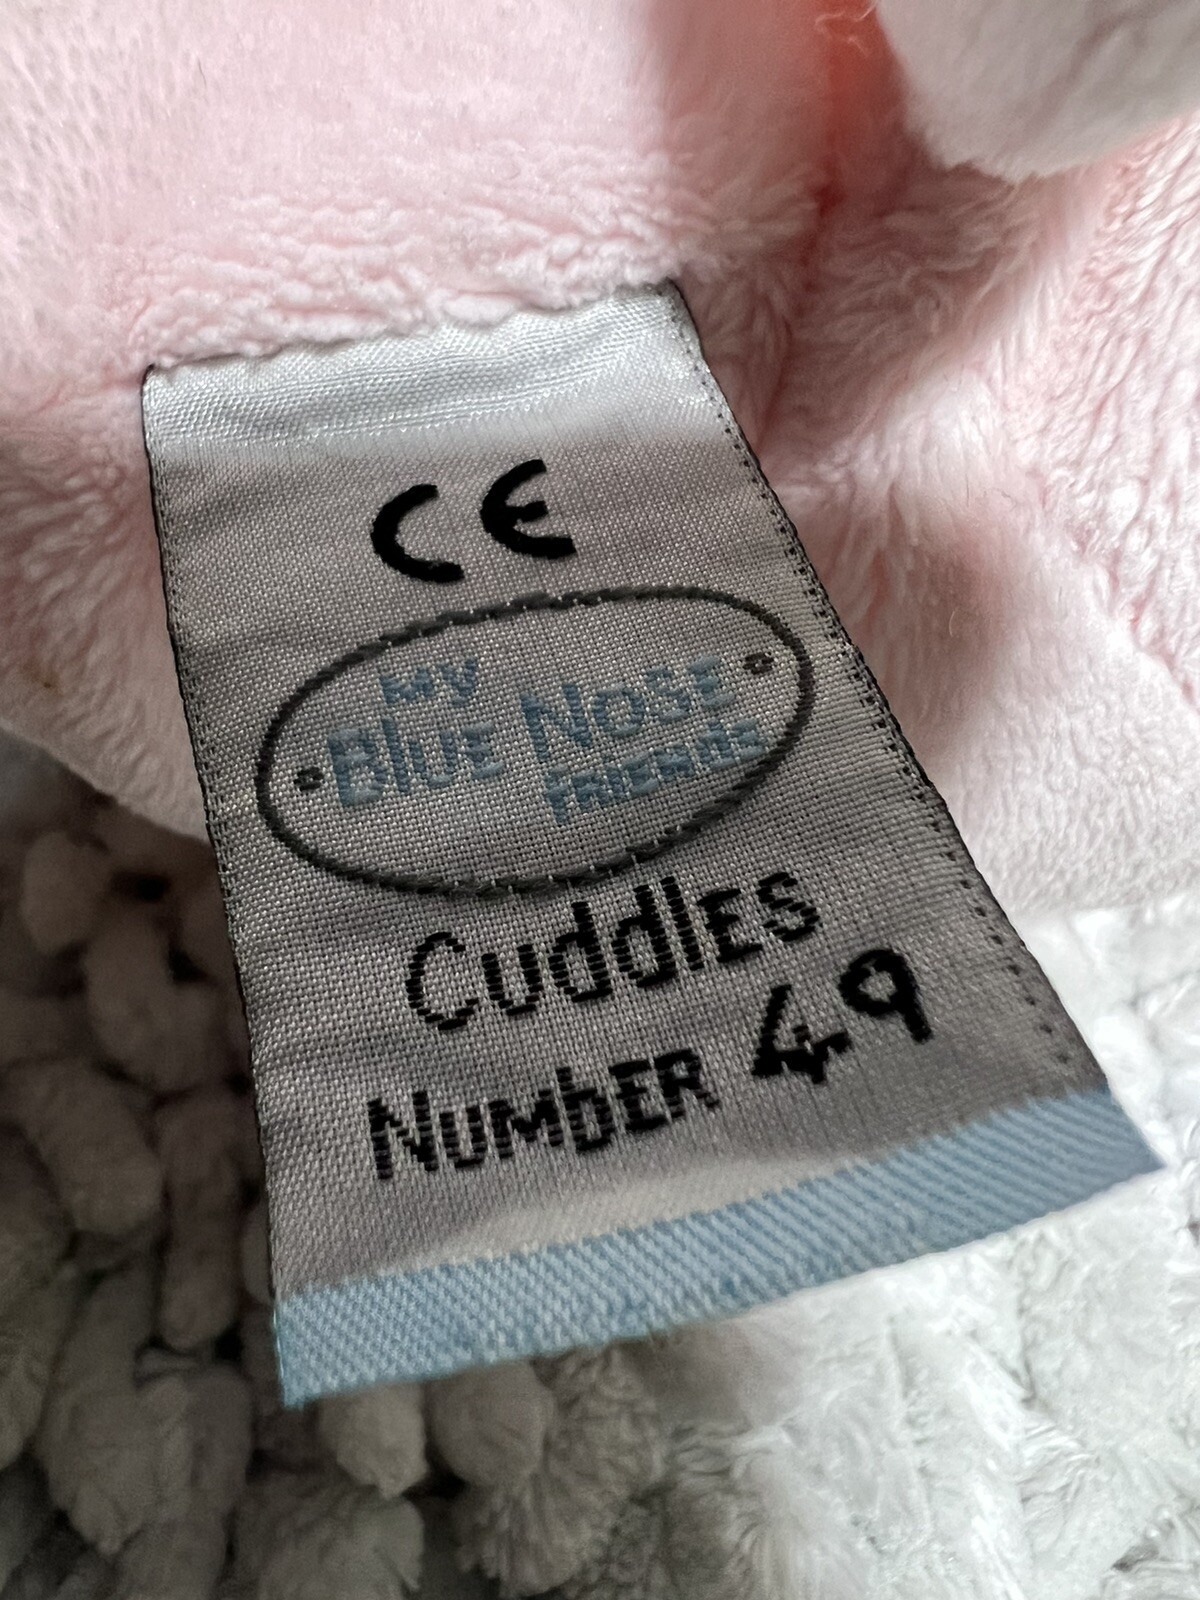 CE
My
Blue Nose
Friends
Cuddles
Number 49